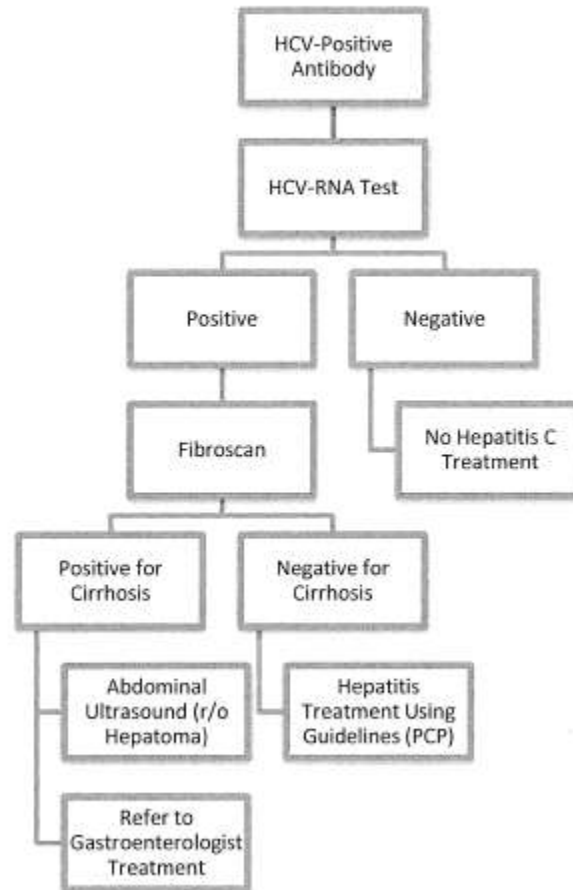 HCV-Positive
Antibody
HCV-RNA Test
Positive
Negative
Fibroscan
No Hepatitis C
Treatment
Positive for
Cirrhosis
Negative for
Cirrhosis
Abdominal
Ultrasound (r/o
Hepatoma)
Hepatitis
Treatment Using
Guidelines (PCP)
Refer to
Gastroenterologist
Treatment